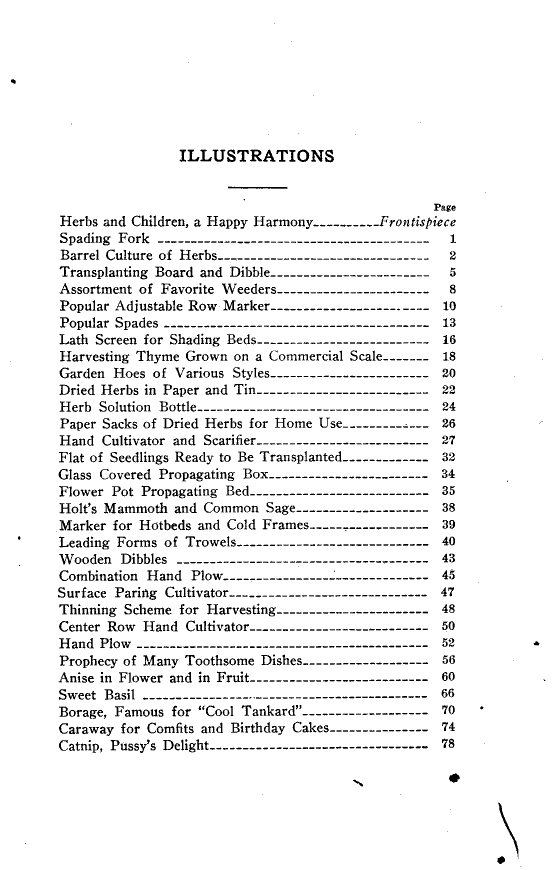 ILLUSTRATIONS
Page
Herbs and Children, a Happy Harmony----------Frontispiece
Spading Fork ---------------------------------------- 1
Barrel Culture of Herbs-------------------------------- 2
Transplanting Board and Dibble------------------------ 5
Assortment of Favorite Weeders----------------------- 8
Popular Adjustable Row Marker------------------------ 10
Popular Spades --------------------------------------- 13
Lath Screen for Shading Beds-------------------------- 16
Harvesting Thyme Grown on a Commercial Scale------- 18
Garden Hoes of Various Styles------------------------ 20
Dried Herbs in Paper and Tin-------------------------- 22
Herb Solution Bottle----------------------------------- 24
Paper Sacks of Dried Herbs for Home Use------------- 26
Hand Cultivator and Scarifier-------------------------- 27
Flat of Seedlings Ready to Be Transplanted------------- 32
Glass Covered Propagating Box------------------------ 34
Flower Pot Propagating Bed--------------------------- 35
Holt's Mammoth and Common Sage-------------------- 38
Marker for Hotbeds and Cold Frames------------------ 39
Leading Forms of Trowels----------------------------- 40
Wooden Dibbles -------------------------------------- 43
Combination Hand Plow------------------------------- 45
Surface Paring Cultivator------------------------------ 47
Thinning Scheme for Harvesting----------------------- 48
Center Row Hand Cultivator--------------------------- 50
Hand Plow -------------------------------------------- 52
Prophecy of Many Toothsome Dishes------------------- 56
Anise in Flower and in Fruit--------------------------- 60
Sweet Basil ------------------------------------------- 66
Borage, Famous for "Cool Tankard"------------------- 70
Caraway for Comfits and Birthday Cakes--------------- 74
Catnip, Pussy's Delight--------------------------------- 78